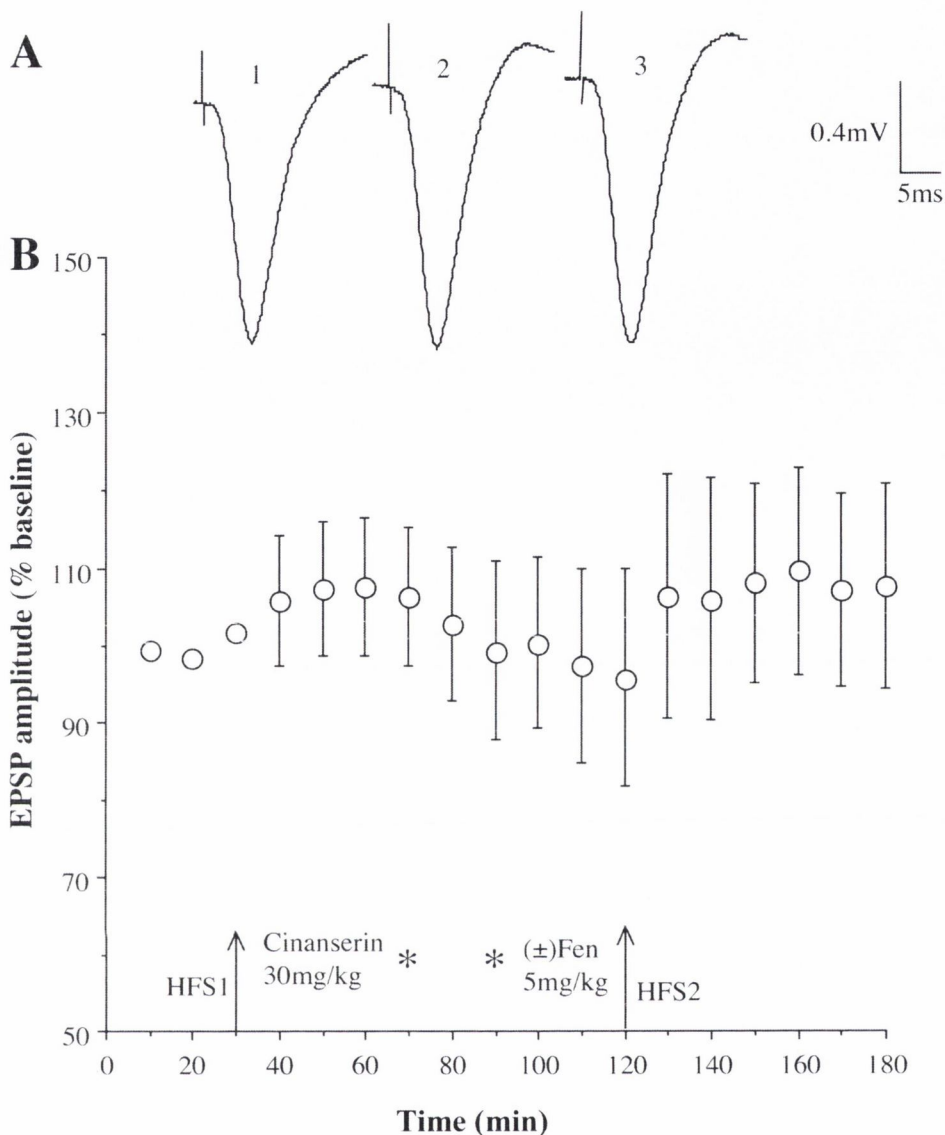 A
1 2 3
0.4mV
5ms
B
150
130
110
90
70
50
EPSP amplitude (% baseline)
HFS1
Cinanserin
30mg/kg
* *
(±)Fen
5mg/kg
HFS2
0 20 40 60 80 100 120 140 160 180
Time (min)